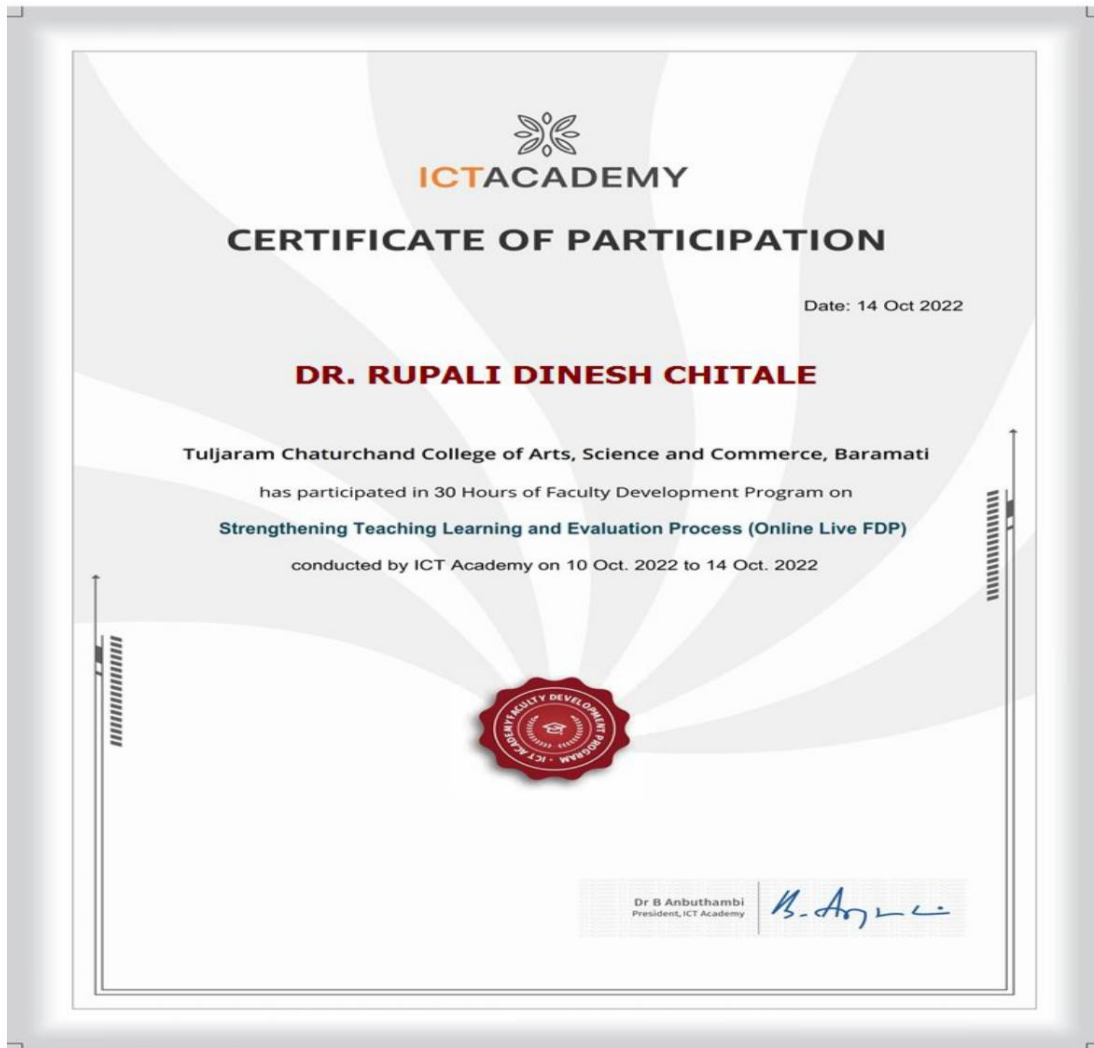 ICTACADEMY
CERTIFICATE OF PARTICIPATION
Date: 14 Oct 2022
DR. RUPALI DINESH CHITALE
Tuljaram Chaturchand College of Arts, Science and Commerce, Baramati
has participated in 30 Hours of Faculty Development Program on
Strengthening Teaching Learning and Evaluation Process (Online Live FDP)
conducted by ICT Academy on 10 Oct. 2022 to 14 Oct. 2022
ICT ACADEMY FACULTY DEVELOPMENT PROGRAM
Dr B Anbuthambi
President, ICT Academy